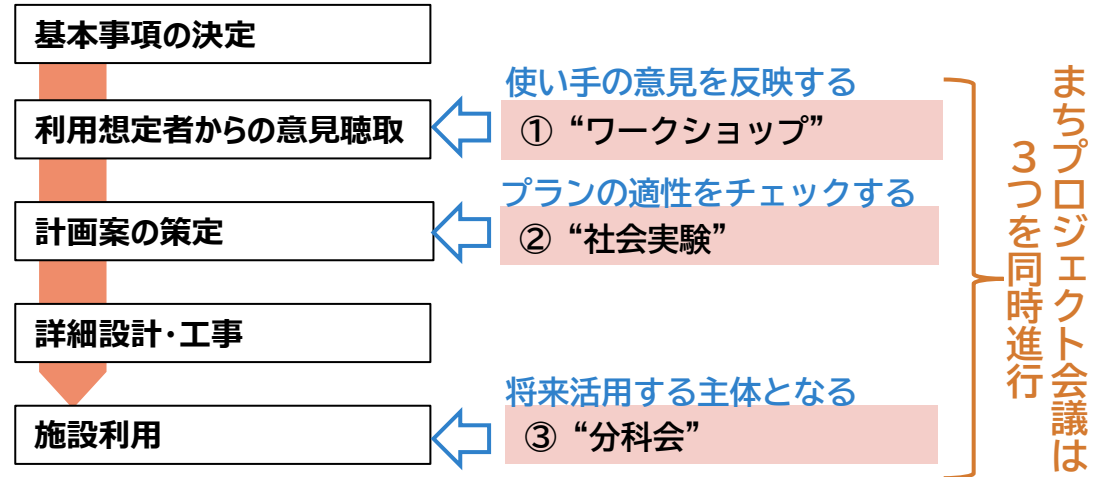 基本事項の決定
使い手の意見を反映する
利用想定者からの意見聴取
① “ワークショップ”
プランの適性をチェックする
計画案の策定
② “社会実験”
詳細設計・工事
将来活用する主体となる
施設利用
③ “分科会”
まちプロジェクト会議は
３つを同時進行